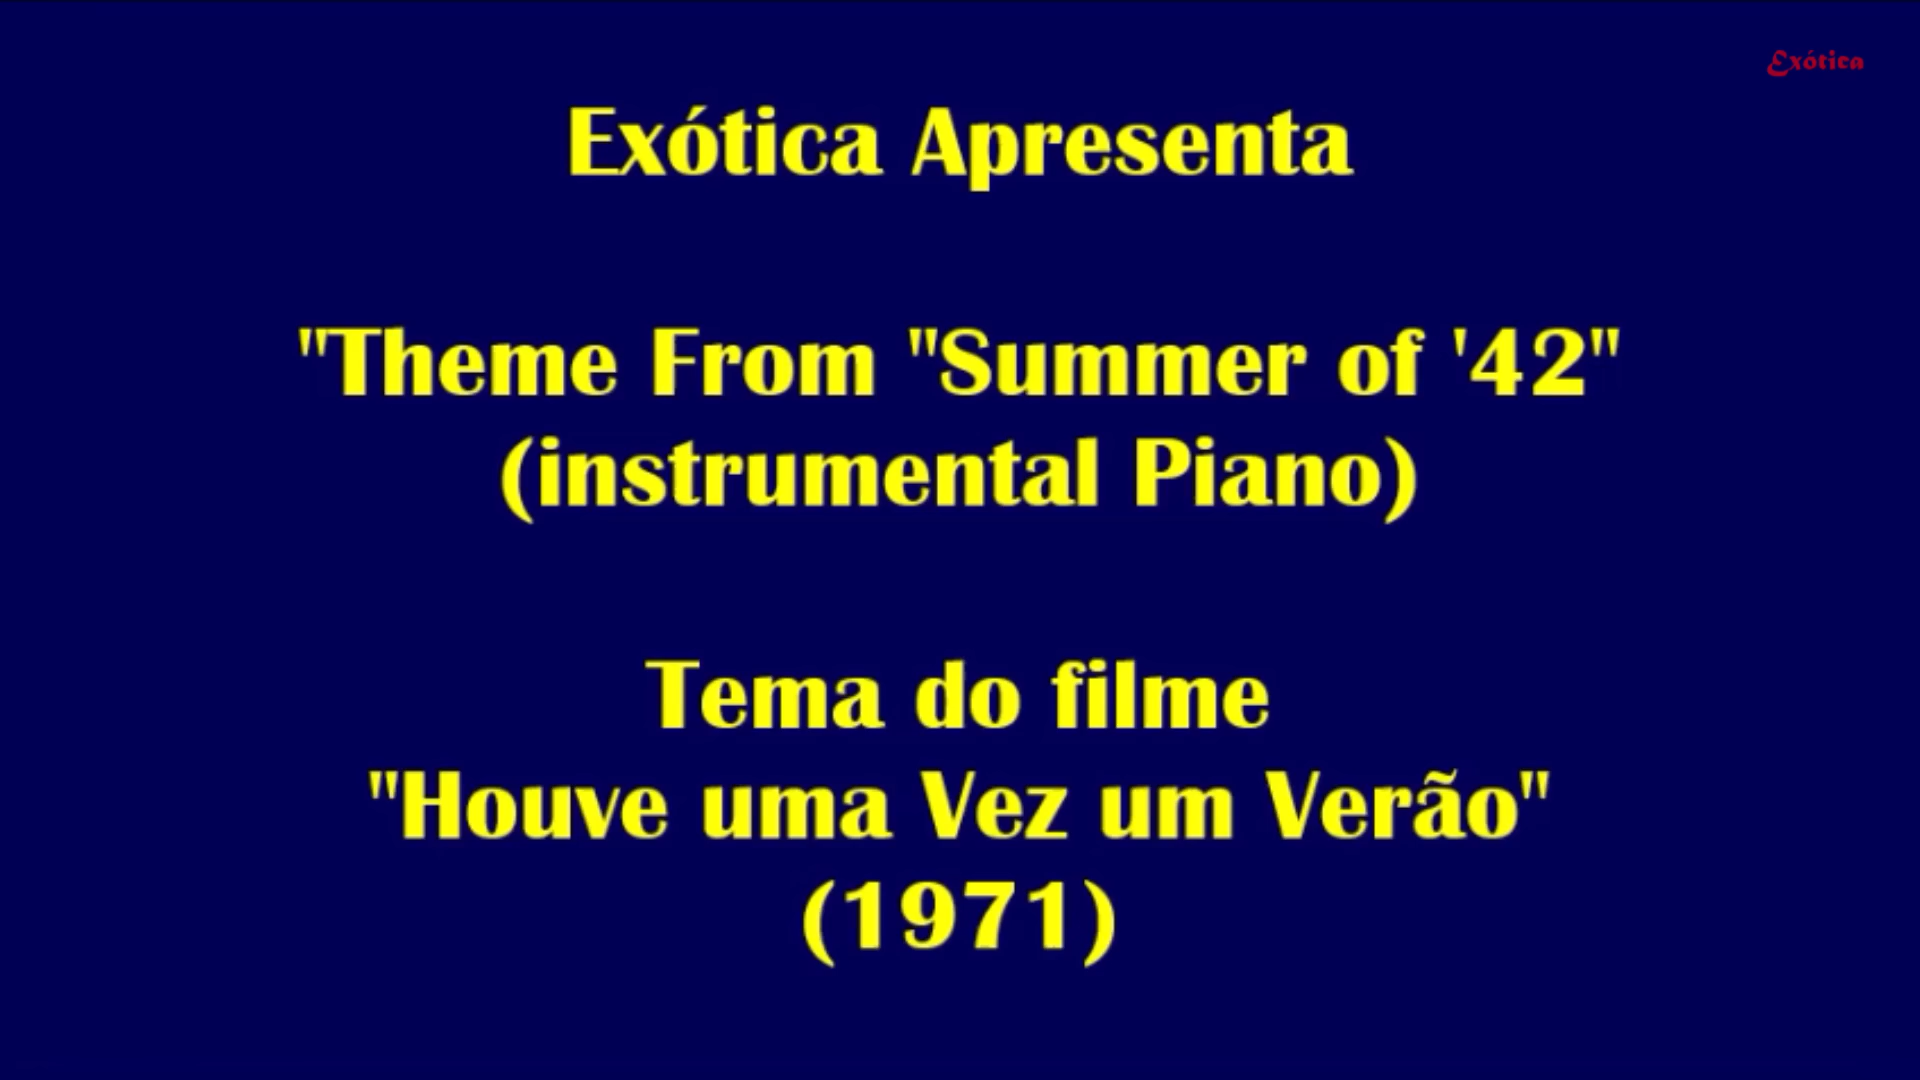 Exótica
Exótica Apresenta
"Theme From "Summer of '42"
(instrumental Piano)
Tema do filme
"Houve uma Vez um Verão"
(1971)